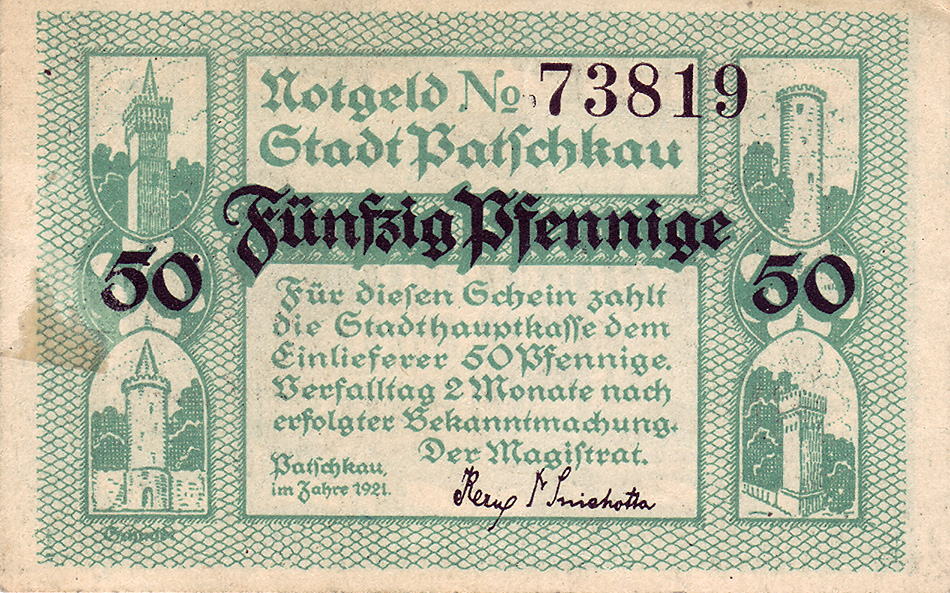 Notgeld No 73819
Stadt Patschkau
Fünfzig Pfennige
50 50
Für diesen Schein zahlt
die Stadthauptkasse dem
Einlieferer 50 Pfennige.
Verfalltag 2 Monate nach
erfolgter Bekanntmachung.
Der Magistrat.
Patschkau,
im Jahre 1921.